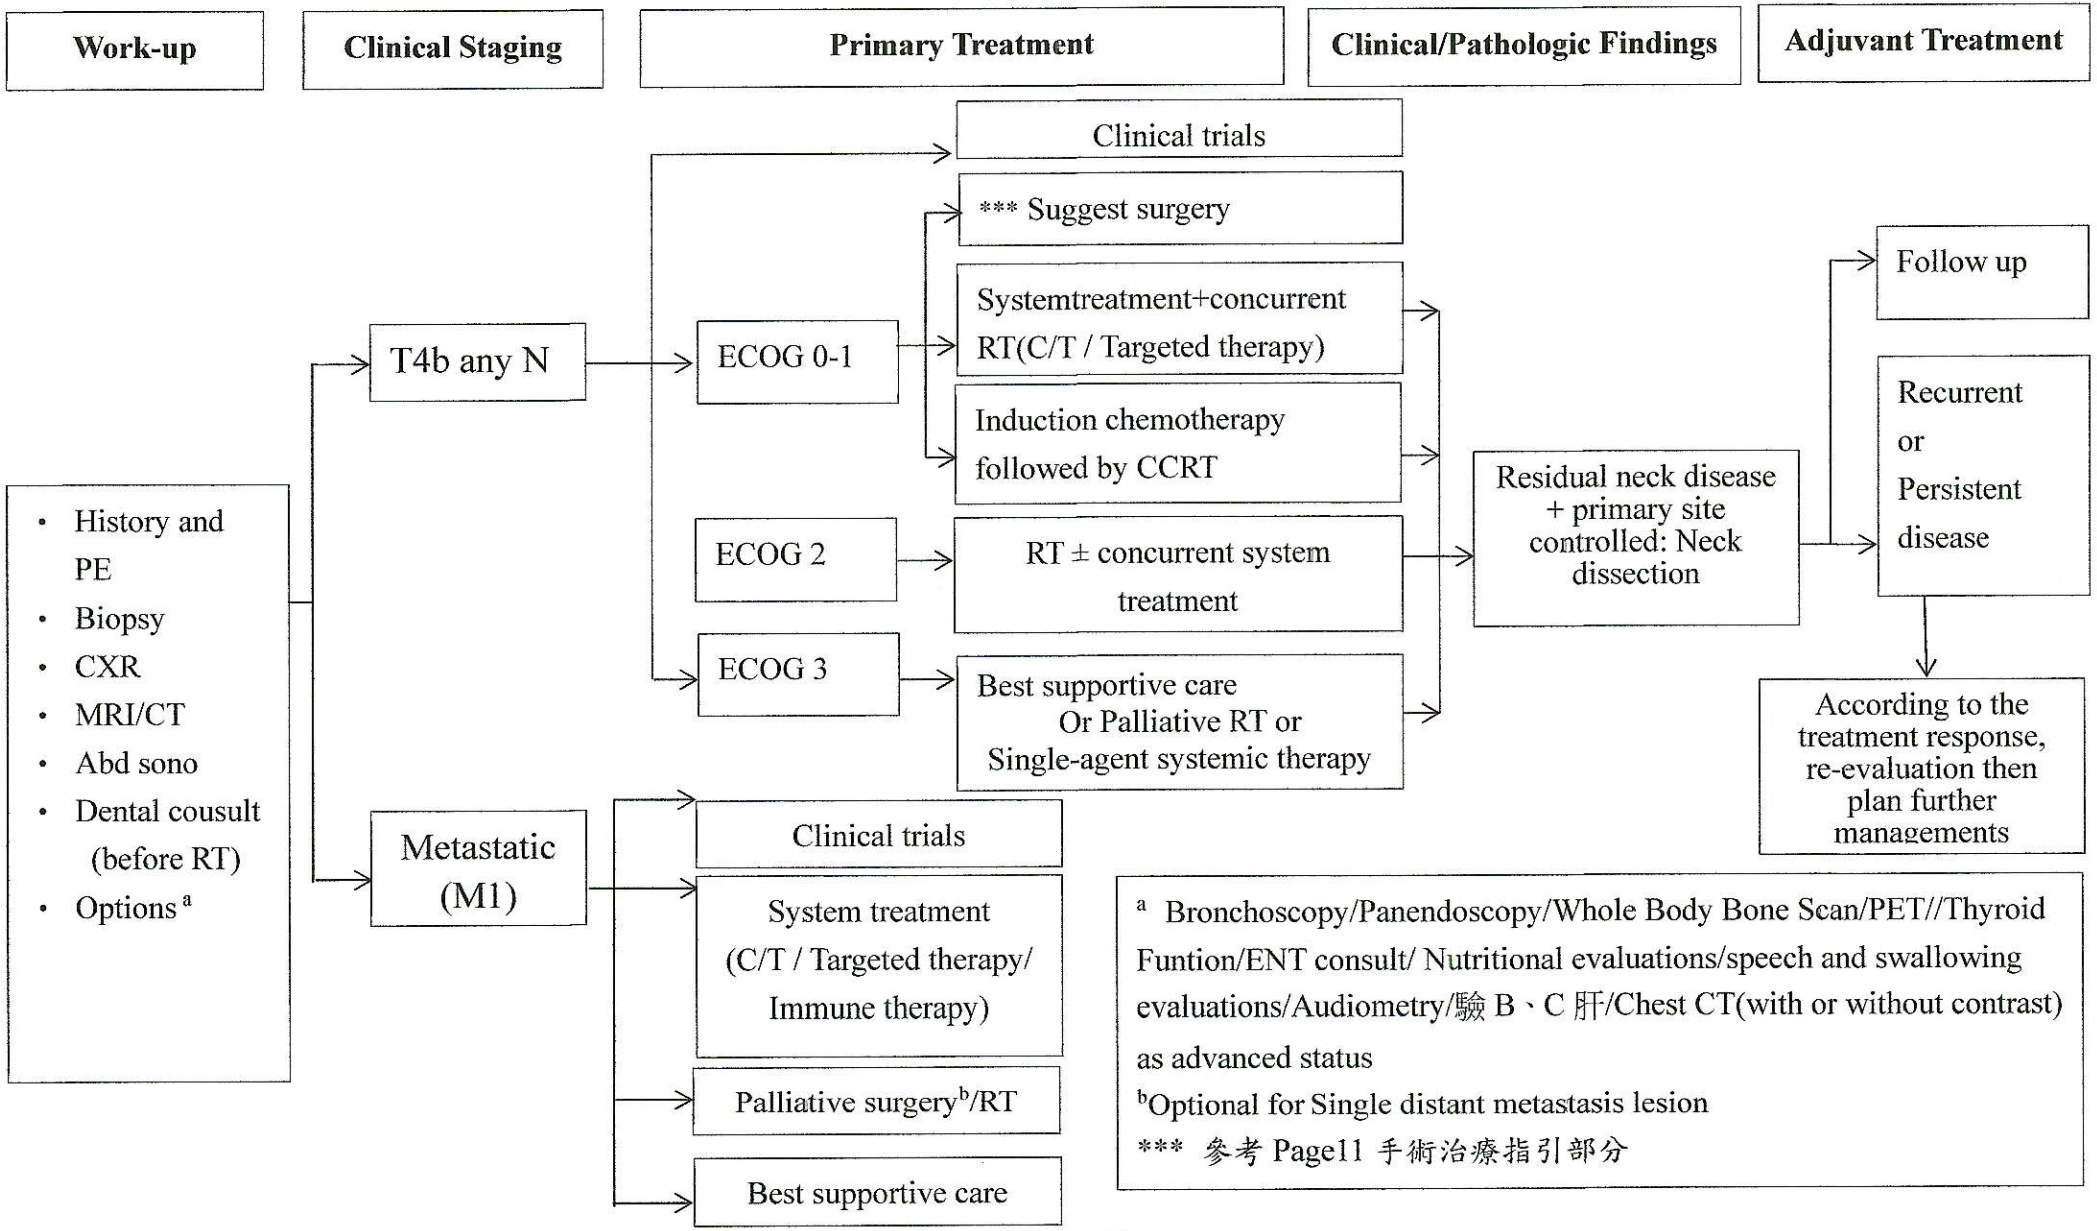 Work-up
Clinical Staging
Primary Treatment
Clinical/Pathologic Findings
Adjuvant Treatment
• History and
PE
• Biopsy
• CXR
• MRI/CT
• Abd sono
• Dental cousult
(before RT)
• Options a
T4b any N
Metastatic
(M1)
Clinical trials
ECOG 0-1
*** Suggest surgery
Systemtreatment+concurrent
RT(C/T / Targeted therapy)
Induction chemotherapy
followed by CCRT
ECOG 2
RT ± concurrent system
treatment
ECOG 3
Best supportive care
Or Palliative RT or
Single-agent systemic therapy
Clinical trials
System treatment
(C/T / Targeted therapy/
Immune therapy)
Palliative surgeryb/RT
Best supportive care
Residual neck disease
+ primary site
controlled: Neck
dissection
Follow up
Recurrent
or
Persistent
disease
According to the
treatment response,
re-evaluation then
plan further
managements
a Bronchoscopy/Panendoscopy/Whole Body Bone Scan/PET//Thyroid
Funtion/ENT consult/ Nutritional evaluations/speech and swallowing
evaluations/Audiometry/驗 B、C 肝/Chest CT(with or without contrast)
as advanced status
bOptional for Single distant metastasis lesion
*** 參考 Page11 手術治療指引部分